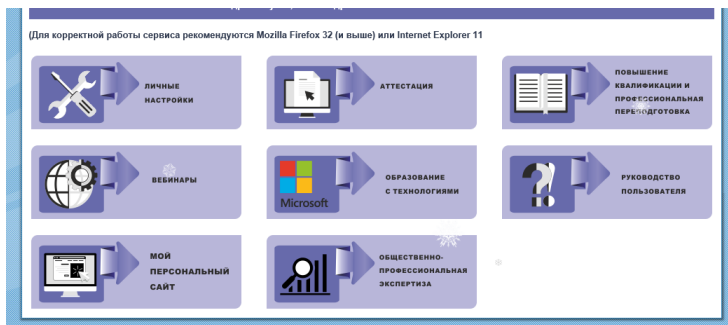 (Для корректной работы сервиса рекомендуются Mozilla Firefox 32 (и выше) или Internet Explorer 11
ЛИЧНЫЕ
НАСТРОЙКИ
АТТЕСТАЦИЯ
ПОВЫШЕНИЕ
КВАЛИФИКАЦИИ И
ПРОФЕССИОНАЛЬНАЯ
ПЕРЕПОДГОТОВКА
ВЕБИНАРЫ
Microsoft
ОБРАЗОВАНИЕ
С ТЕХНОЛОГИЯМИ
РУКОВОДСТВО
ПОЛЬЗОВАТЕЛЯ
МОЙ
ПЕРСОНАЛЬНЫЙ
САЙТ
ОБЩЕСТВЕННО-
ПРОФЕССИОНАЛЬНАЯ
ЭКСПЕРТИЗА